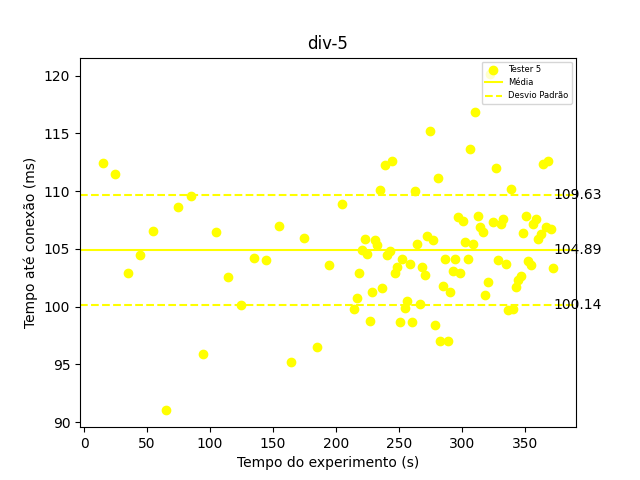 div-5
Tester 5
Média
Desvio Padrão
120
115
110
105
100
95
90
109.63
104.89
100.14
Tempo até conexão (ms)
0 50 100 150 200 250 300 350
Tempo do experimento (s)